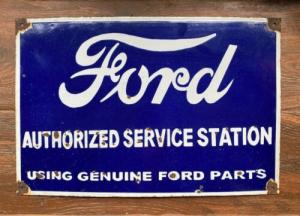 Ford
AUTHORIZED SERVICE STATION
USING GENUINE FORD PARTS